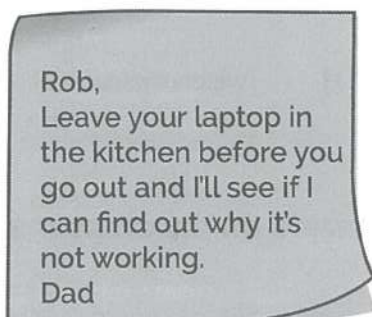 Rob,
Leave your laptop in
the kitchen before you
go out and I'll see if I
can find out why it's
not working.
Dad